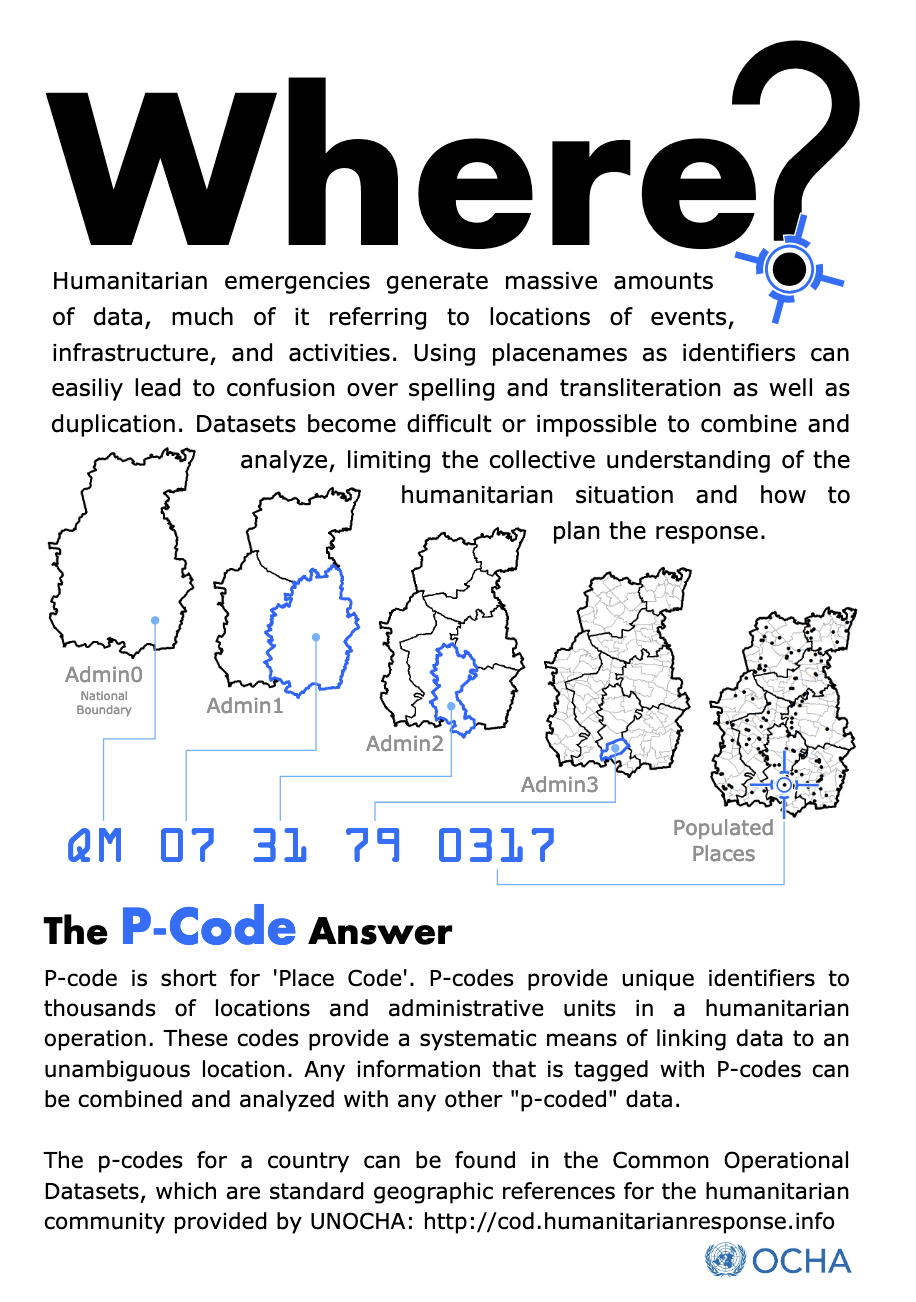 Where?
Humanitarian emergencies generate massive amounts
of data, much of it referring to locations of events,
infrastructure, and activities. Using placenames as identifiers can
easiliy lead to confusion over spelling and transliteration as well as
duplication. Datasets become difficult or impossible to combine and
analyze, limiting the collective understanding of the
humanitarian situation and how to
plan the response.
Admin0
National
Boundary
Admin1
Admin2
Admin3
Populated
Places
QM 07 31 79 0317
The P-Code Answer
P-code is short for 'Place Code'. P-codes provide unique identifiers to
thousands of locations and administrative units in a humanitarian
operation. These codes provide a systematic means of linking data to an
unambiguous location. Any information that is tagged with P-codes can
be combined and analyzed with any other "p-coded" data.
The p-codes for a country can be found in the Common Operational
Datasets, which are standard geographic references for the humanitarian
community provided by UNOCHA: http://cod.humanitarianresponse.info
OCHA